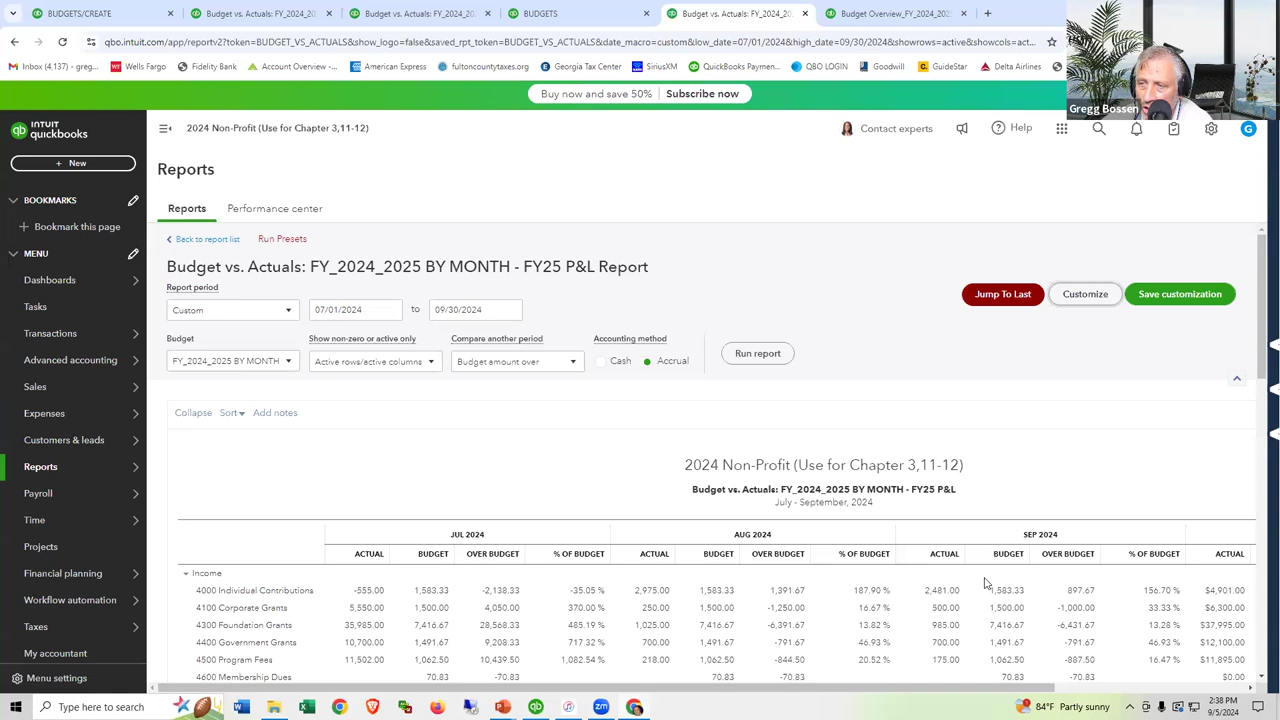 BUDGETS/CREATE
Budget vs. Actuals: FY_2024_20
Budget vs. Actuals: FY_2024_20
BUDGETS
Budget vs. Actuals: FY_2024_20
Budget Overview_FY_2024_2025
qbo.intuit.com/app/reportv2?token=BUDGET_VS_ACTUALS&show_logo=false&saved_rpt_token=BUDGET_VS_ACTUALS&date_macro=custom&low_date=07/01/2024&high_date=09/30/2024&showrows=active&showcols=act...
Inbox (4,137) - greg...
Wells Fargo
Fidelity Bank
Account Overview -...
American Express
fultoncountytaxes.org
Georgia Tax Center
SiriusXM
QuickBooks Paymen...
QBO LOGIN
Goodwill
GuideStar
Delta Airlines
Gregg Bossen
Buy now and save 50% Subscribe now
INTUIT
quickbooks
2024 Non-Profit (Use for Chapter 3,11-12)
Contact experts
Help
G
+ New
Reports
BOOKMARKS
Bookmark this page
MENU
Dashboards
Tasks
Transactions
Advanced accounting
Sales
Expenses
Customers & leads
Reports
Payroll
Time
Projects
Financial planning
Workflow automation
Taxes
My accountant
Menu settings
Reports Performance center
Back to report list Run Presets
Budget vs. Actuals: FY_2024_2025 BY MONTH - FY25 P&L Report
Report period
Custom 07/01/2024 to 09/30/2024
Jump To Last Customize Save customization
Budget Show non-zero or active only Compare another period Accounting method
FY_2024_2025 BY MONTH Active rows/active columns Budget amount over Cash Accrual Run report
Collapse Sort Add notes
2024 Non-Profit (Use for Chapter 3,11-12)
Budget vs. Actuals: FY_2024_2025 BY MONTH - FY25 P&L
July - September, 2024
JUL 2024 AUG 2024 SEP 2024
ACTUAL BUDGET OVER BUDGET % OF BUDGET ACTUAL BUDGET OVER BUDGET % OF BUDGET ACTUAL BUDGET OVER BUDGET % OF BUDGET ACTUAL
Income
4000 Individual Contributions -555.00 1,583.33 -2,138.33 -35.05 % 2,975.00 1,583.33 1,391.67 187.90 % 2,481.00 1,583.33 897.67 156.70 % $4,901.00
4100 Corporate Grants 5,550.00 1,500.00 4,050.00 370.00 % 250.00 1,500.00 -1,250.00 16.67 % 500.00 1,500.00 -1,000.00 33.33 % $6,300.00
4300 Foundation Grants 35,985.00 7,416.67 28,568.33 485.19 % 1,025.00 7,416.67 -6,391.67 13.82 % 985.00 7,416.67 -6,431.67 13.28 % $37,995.00
4400 Government Grants 10,700.00 1,491.67 9,208.33 717.32 % 700.00 1,491.67 -791.67 46.93 % 700.00 1,491.67 -791.67 46.93 % $12,100.00
4500 Program Fees 11,502.00 1,062.50 10,439.50 1,082.54 % 218.00 1,062.50 -844.50 20.52 % 175.00 1,062.50 -887.50 16.47 % $11,895.00
4600 Membership Dues 70.83 -70.83 70.83 -70.83 70.83 -70.83 $0.00
Type here to search
84°F Partly sunny
2:38 PM
9/5/2024